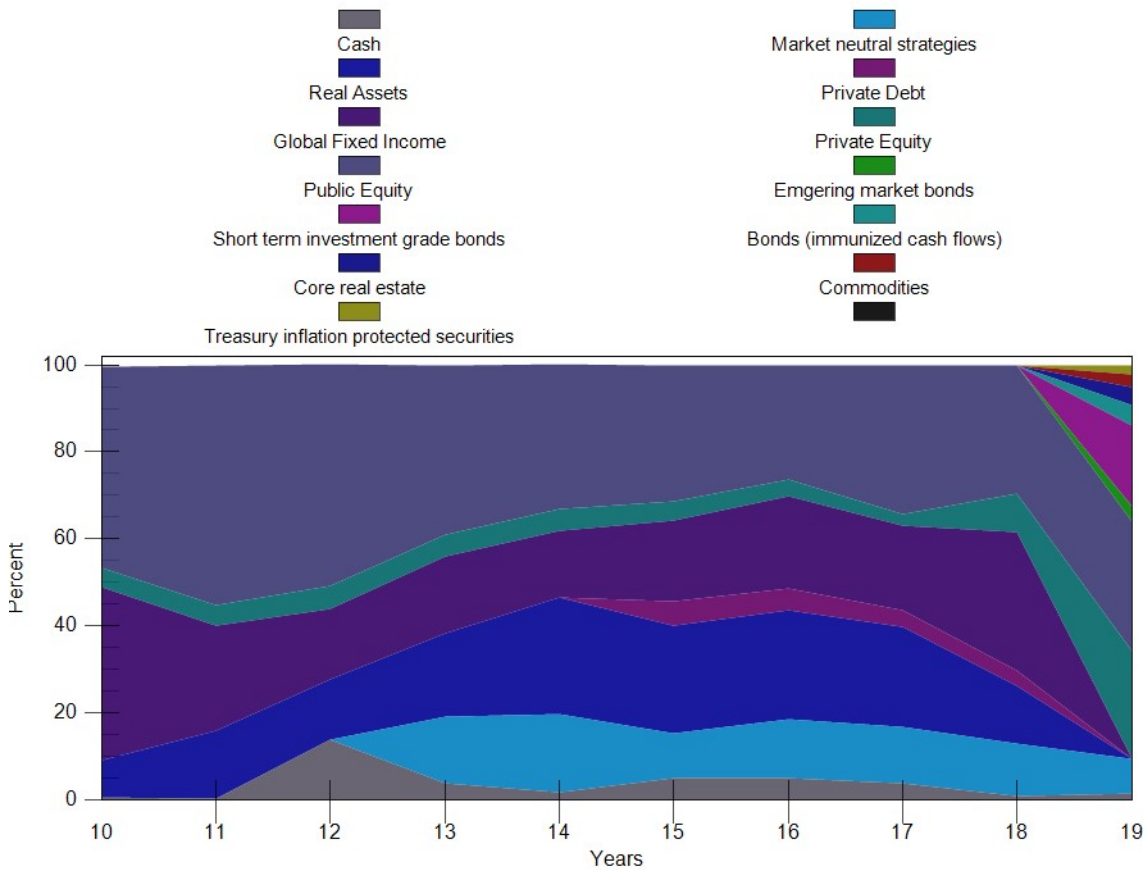 Cash
Market neutral strategies
Real Assets
Private Debt
Global Fixed Income
Private Equity
Public Equity
Emgering market bonds
Short term investment grade bonds
Bonds (immunized cash flows)
Core real estate
Commodities
Treasury inflation protected securities
100
80
60
40
20
0
Percent
10 11 12 13 14 15 16 17 18 19
Years